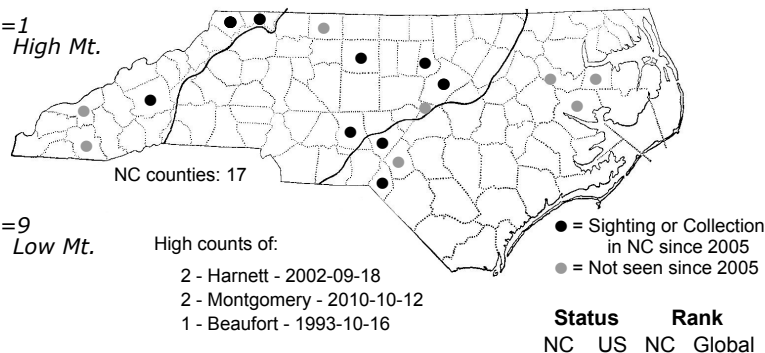 =1
High Mt.
NC counties: 17
=9
Low Mt.
High counts of:
2 - Harnett - 2002-09-18
2 - Montgomery - 2010-10-12
1 - Beaufort - 1993-10-16
= Sighting or Collection
in NC since 2005
= Not seen since 2005
Status Rank
NC US NC Global